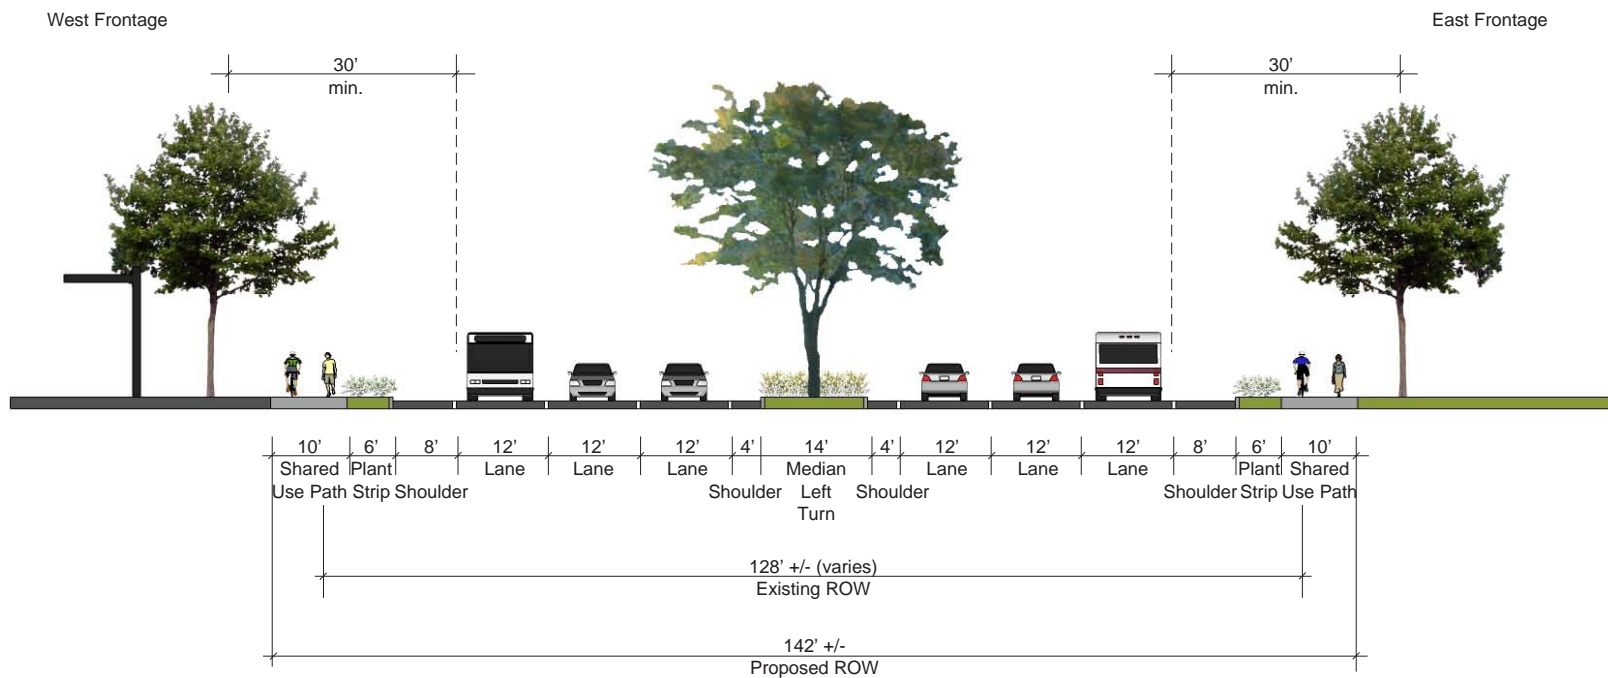 West Frontage
East Frontage
30’
min.
30’
min.
10’ 6’ 8’ 12’ 12’ 12’ 4’ 14’ 4’ 12’ 12’ 12’ 8’ 6’ 10’
Shared Plant Lane Lane Lane Median Lane Lane Lane Plant Shared
Use Path Strip Shoulder Shoulder Left Shoulder Shoulder Strip Use Path
Turn
128’ +/- (varies)
Existing ROW
142’ +/-
Proposed ROW